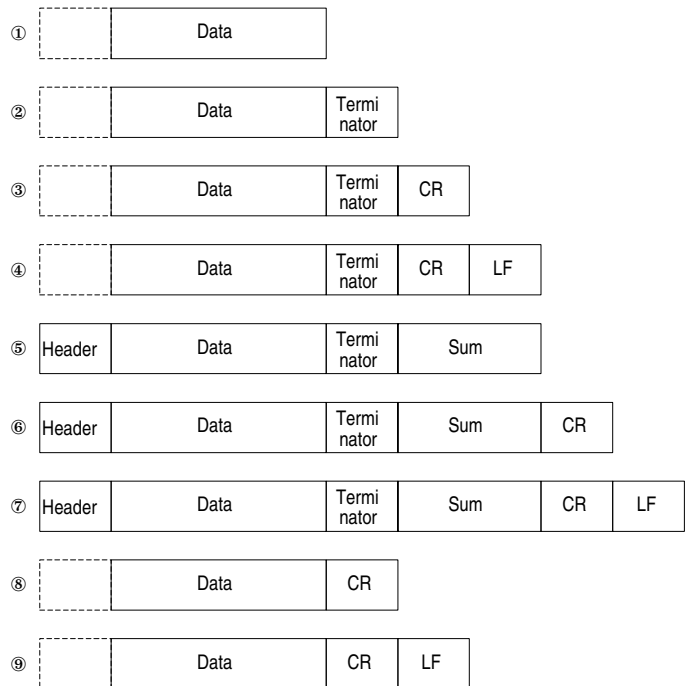 ① Data
② Data Termi
nator
③ Data Termi
nator CR
④ Data Termi
nator CR LF
⑤ Header Data Termi
nator Sum
⑥ Header Data Termi
nator Sum CR
⑦ Header Data Termi
nator Sum CR LF
⑧ Data CR
⑨ Data CR LF